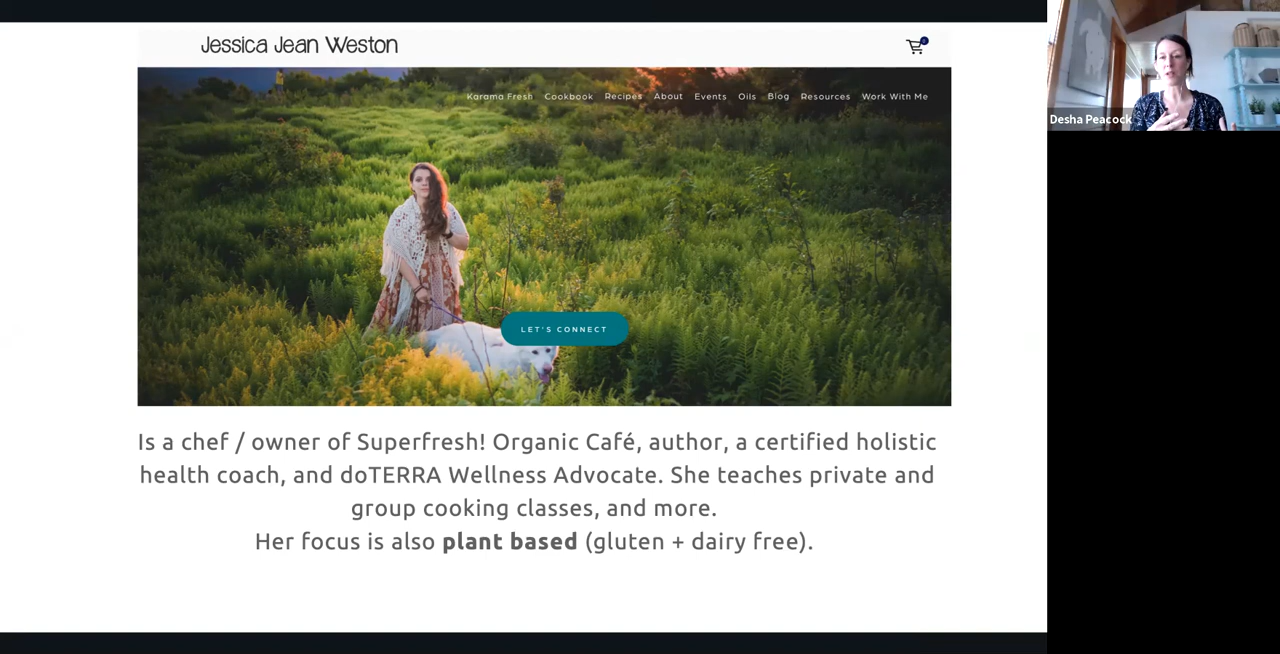 Jessica Jean Weston
0
Karama Fresh Cookbook Recipes About Events Oils Blog Resources Work With Me
LET'S CONNECT
Is a chef / owner of Superfresh! Organic Café, author, a certified holistic
health coach, and doTERRA Wellness Advocate. She teaches private and
group cooking classes, and more.
Her focus is also plant based (gluten + dairy free).
Desha Peacock